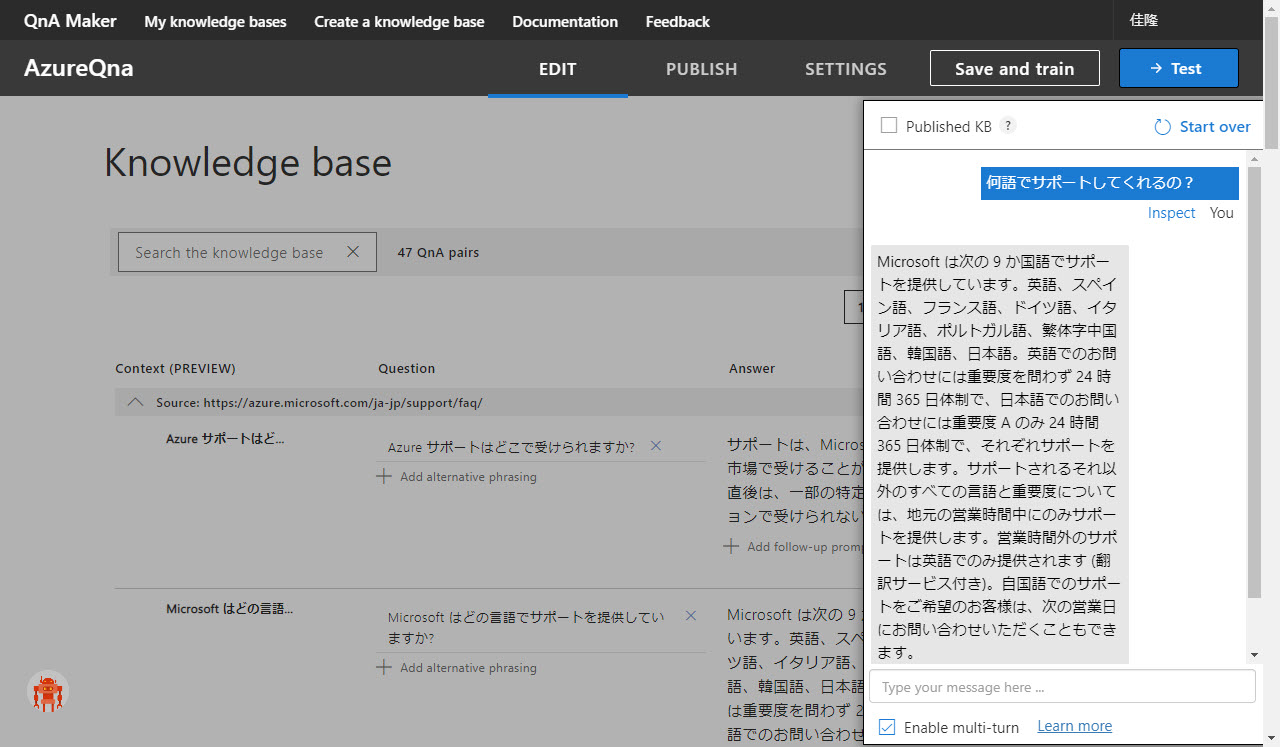 QnA Maker My knowledge bases Create a knowledge base Documentation Feedback 佳隆
AzureQna EDIT PUBLISH SETTINGS Save and train → Test
Knowledge base
Search the knowledge base 47 QnA pairs
1
Context (PREVIEW) Question Answer
Source: https://azure.microsoft.com/ja-jp/support/faq/
Azure サポートはど...
Azure サポートはどこで受けられますか?
Add alternative phrasing
サポートは、Micros
市場で受けることが
直後は、一部の特定
ョンで受けられない
Add follow-up promp
Microsoft はどの言語...
Microsoft はどの言語でサポートを提供してい
ますか?
Add alternative phrasing
Microsoft は次の 9
います。英語、スペ
ツ語、イタリア語、
語、韓国語、日本語
は重要度を問わず 2
語でのお問い合わせ
Published KB ? Start over
何語でサポートしてくれるの？
Inspect You
Microsoft は次の 9 か国語でサポー
トを提供しています。英語、スペイ
ン語、フランス語、ドイツ語、イタ
リア語、ポルトガル語、繁体字中国
語、韓国語、日本語。英語でのお問
い合わせには重要度を問わず 24 時
間 365 日体制で、日本語でのお問い
合わせには重要度 A のみ 24 時間
365 日体制で、それぞれサポートを
提供します。サポートされるそれ以
外のすべての言語と重要度について
は、地元の営業時間中にのみサポー
トを提供します。営業時間外のサポ
ートは英語でのみ提供されます (翻
訳サービス付き)。自国語でのサポー
トをご希望のお客様は、次の営業日
にお問い合わせいただくこともでき
ます。
Type your message here ...
Enable multi-turn Learn more